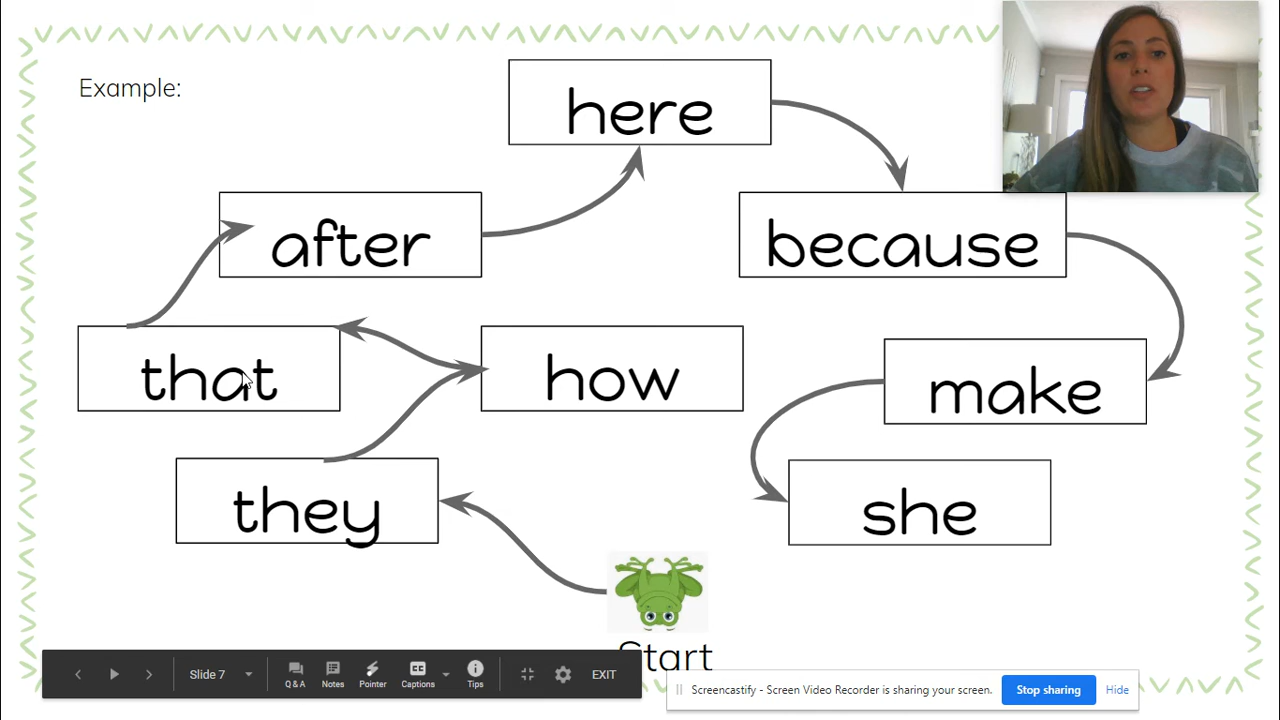 Example:
here
after
because
that
how
make
they
she
Start
Slide 7
Q & A
Notes
Pointer
Captions
Tips
EXIT
Screencastify - Screen Video Recorder is sharing your screen.
Stop sharing
Hide